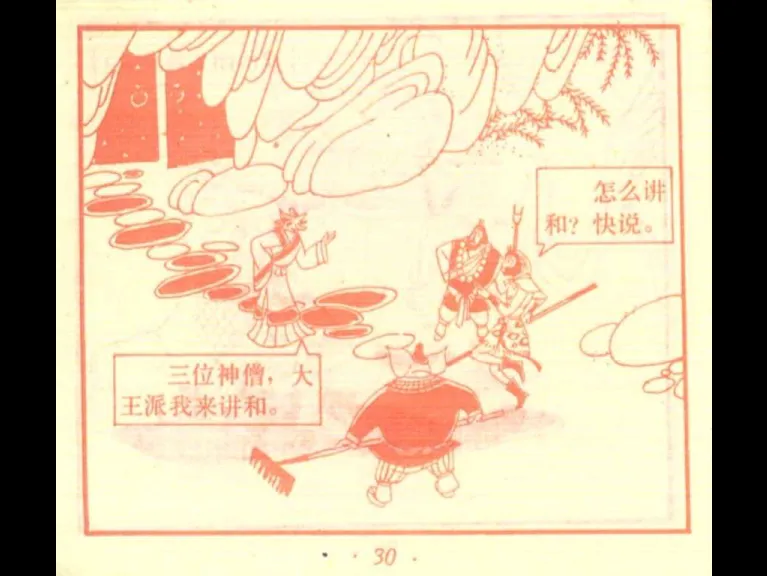 怎么讲
和？快说。
三位神僧，大
王派我来讲和。
· 30 ·